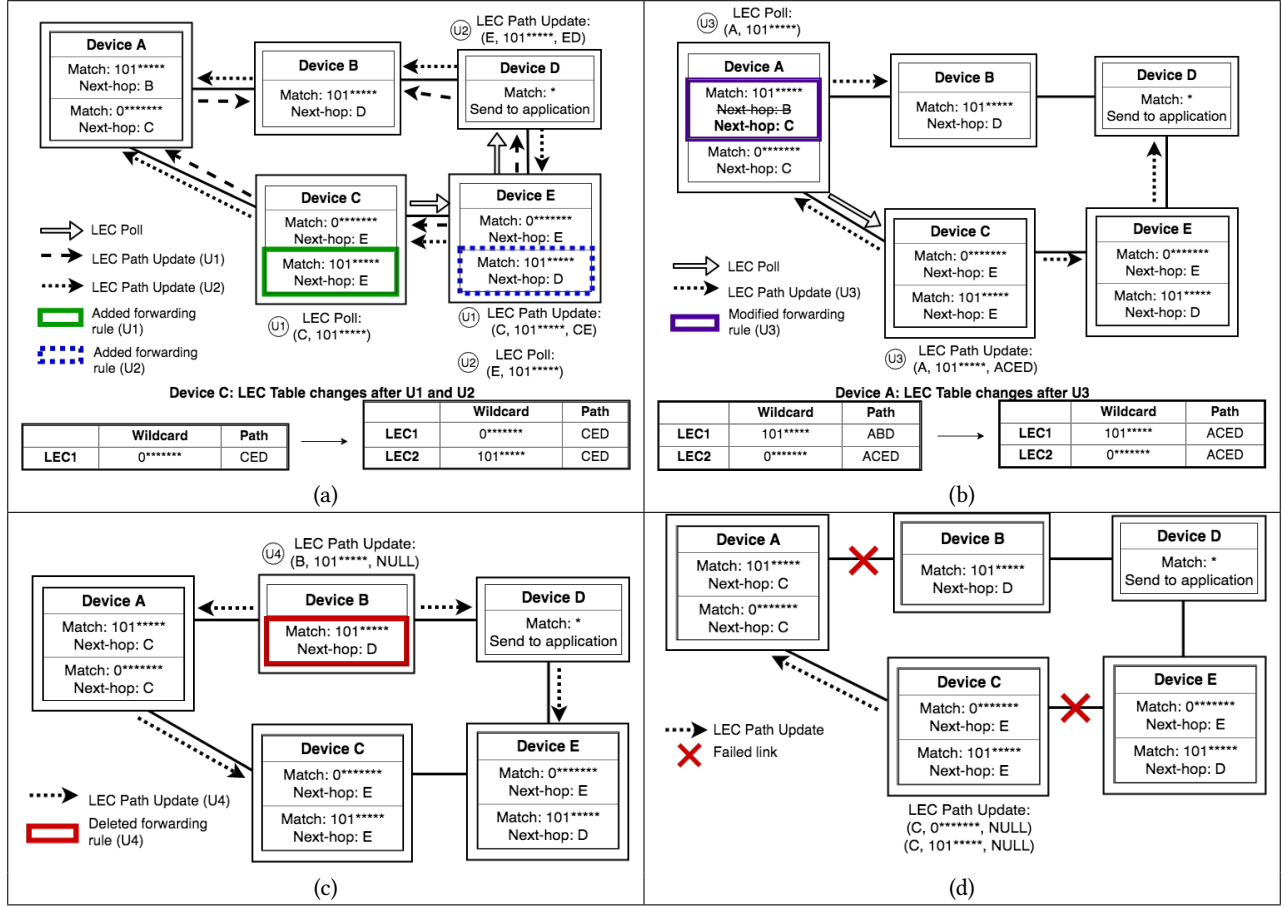 U2
LEC Path Update:
(E, 101*****, ED)
Device A
Match: 101*****
Next-hop: B
Match: 0*******
Next-hop: C
Device B
Match: 101*****
Next-hop: D
Device D
Match: *
Send to application
Device C
Match: 0*******
Next-hop: E
Match: 101*****
Next-hop: E
Device E
Match: 0*******
Next-hop: E
Match: 101*****
Next-hop: D
LEC Poll
LEC Path Update (U1)
LEC Path Update (U2)
Added forwarding
rule (U1)
Added forwarding
rule (U2)
U1
LEC Poll:
(C, 101*****)
U1
LEC Path Update:
(C, 101*****, CE)
U2
LEC Poll:
(E, 101*****)
Device C: LEC Table changes after U1 and U2
Wildcard Path
LEC1 0******* CED
Wildcard Path
LEC1 0******* CED
LEC2 101***** CED
(a)
U3
LEC Poll:
(A, 101*****)
Device A
Match: 101*****
Next-hop: B
Next-hop: C
Match: 0*******
Next-hop: C
Device B
Match: 101*****
Next-hop: D
Device D
Match: *
Send to application
Device C
Match: 0*******
Next-hop: E
Match: 101*****
Next-hop: E
Device E
Match: 0*******
Next-hop: E
Match: 101*****
Next-hop: D
LEC Poll
LEC Path Update (U3)
Modified forwarding
rule (U3)
U3
LEC Path Update:
(A, 101*****, ACED)
Device A: LEC Table changes after U3
Wildcard Path
LEC1 101***** ABD
LEC2 0******* ACED
Wildcard Path
LEC1 101***** ACED
LEC2 0******* ACED
(b)
U4
LEC Path Update:
(B, 101*****, NULL)
Device A
Match: 101*****
Next-hop: C
Match: 0*******
Next-hop: C
Device B
Match: 101*****
Next-hop: D
Device D
Match: *
Send to application
Device C
Match: 0*******
Next-hop: E
Match: 101*****
Next-hop: E
Device E
Match: 0*******
Next-hop: E
Match: 101*****
Next-hop: D
LEC Path Update (U4)
Deleted forwarding
rule (U4)
(c)
Device A
Match: 101*****
Next-hop: C
Match: 0*******
Next-hop: C
Device B
Match: 101*****
Next-hop: D
Device D
Match: *
Send to application
Device C
Match: 0*******
Next-hop: E
Match: 101*****
Next-hop: E
Device E
Match: 0*******
Next-hop: E
Match: 101*****
Next-hop: D
LEC Path Update
Failed link
LEC Path Update:
(C, 0*******, NULL)
(C, 101*****, NULL)
(d)